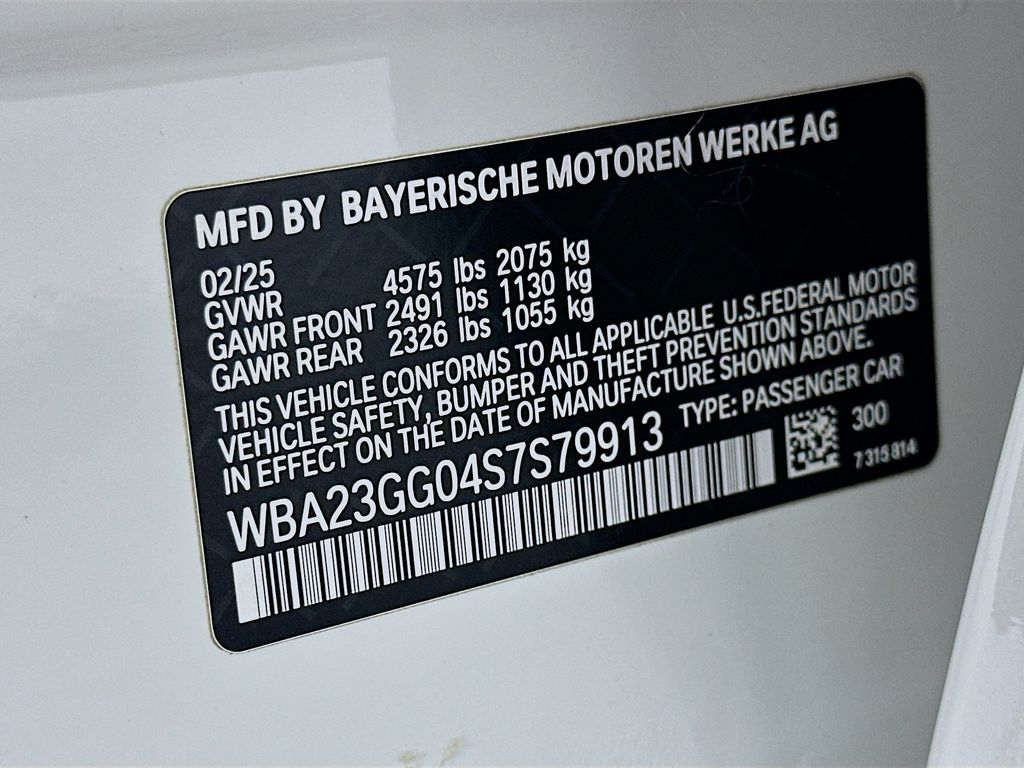 MFD BY BAYERISCHE MOTOREN WERKE AG
02/25
GVWR 4575 lbs 2075 kg
GAWR FRONT 2491 lbs 1130 kg
GAWR REAR 2326 lbs 1055 kg
THIS VEHICLE CONFORMS TO ALL APPLICABLE U.S.FEDERAL MOTOR
VEHICLE SAFETY, BUMPER AND THEFT PREVENTION STANDARDS
IN EFFECT ON THE DATE OF MANUFACTURE SHOWN ABOVE.
WBA23GG04S7S79913 TYPE: PASSENGER CAR
300
7 315 814